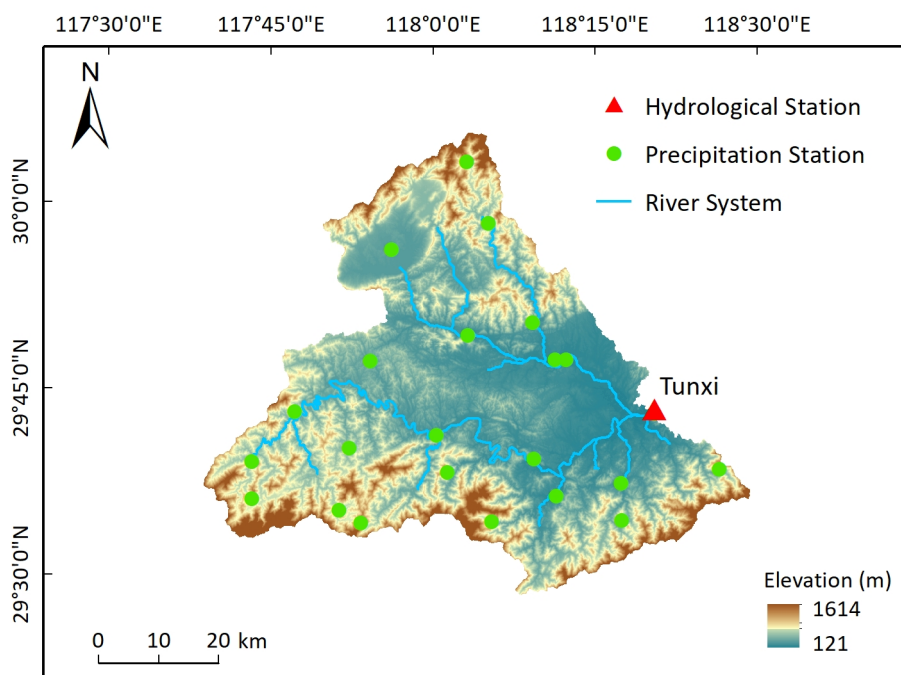 117°30'0"E 117°45'0"E 118°0'0"E 118°15'0"E 118°30'0"E
N
Hydrological Station
Precipitation Station
River System
30°0'0"N
29°45'0"N
29°30'0"N
Tunxi
Elevation (m)
1614
121
0 10 20 km